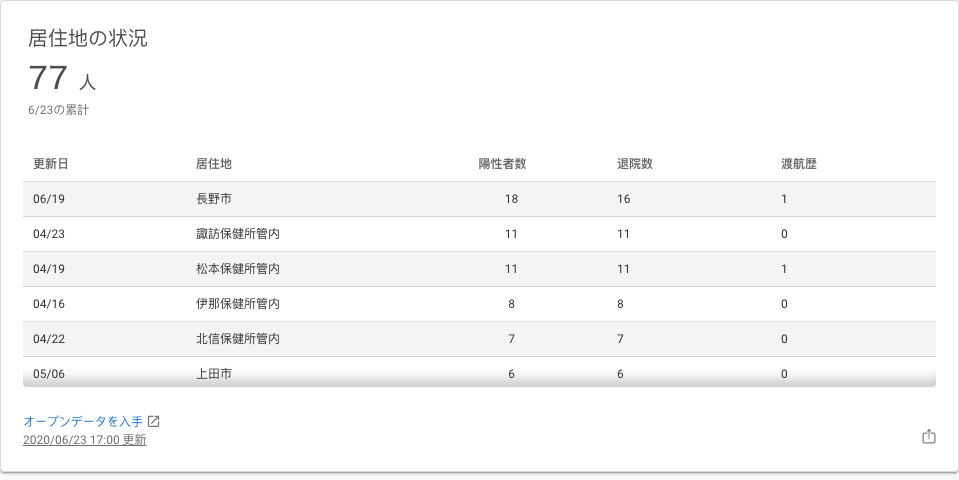 居住地の状況
77 人
6/23の累計
更新日 居住地 陽性者数 退院数 渡航歴
06/19 長野市 18 16 1
04/23 諏訪保健所管内 11 11 0
04/19 松本保健所管内 11 11 1
04/16 伊那保健所管内 8 8 0
04/22 北信保健所管内 7 7 0
05/06 上田市 6 6 0
オープンデータを入手
2020/06/23 17:00 更新